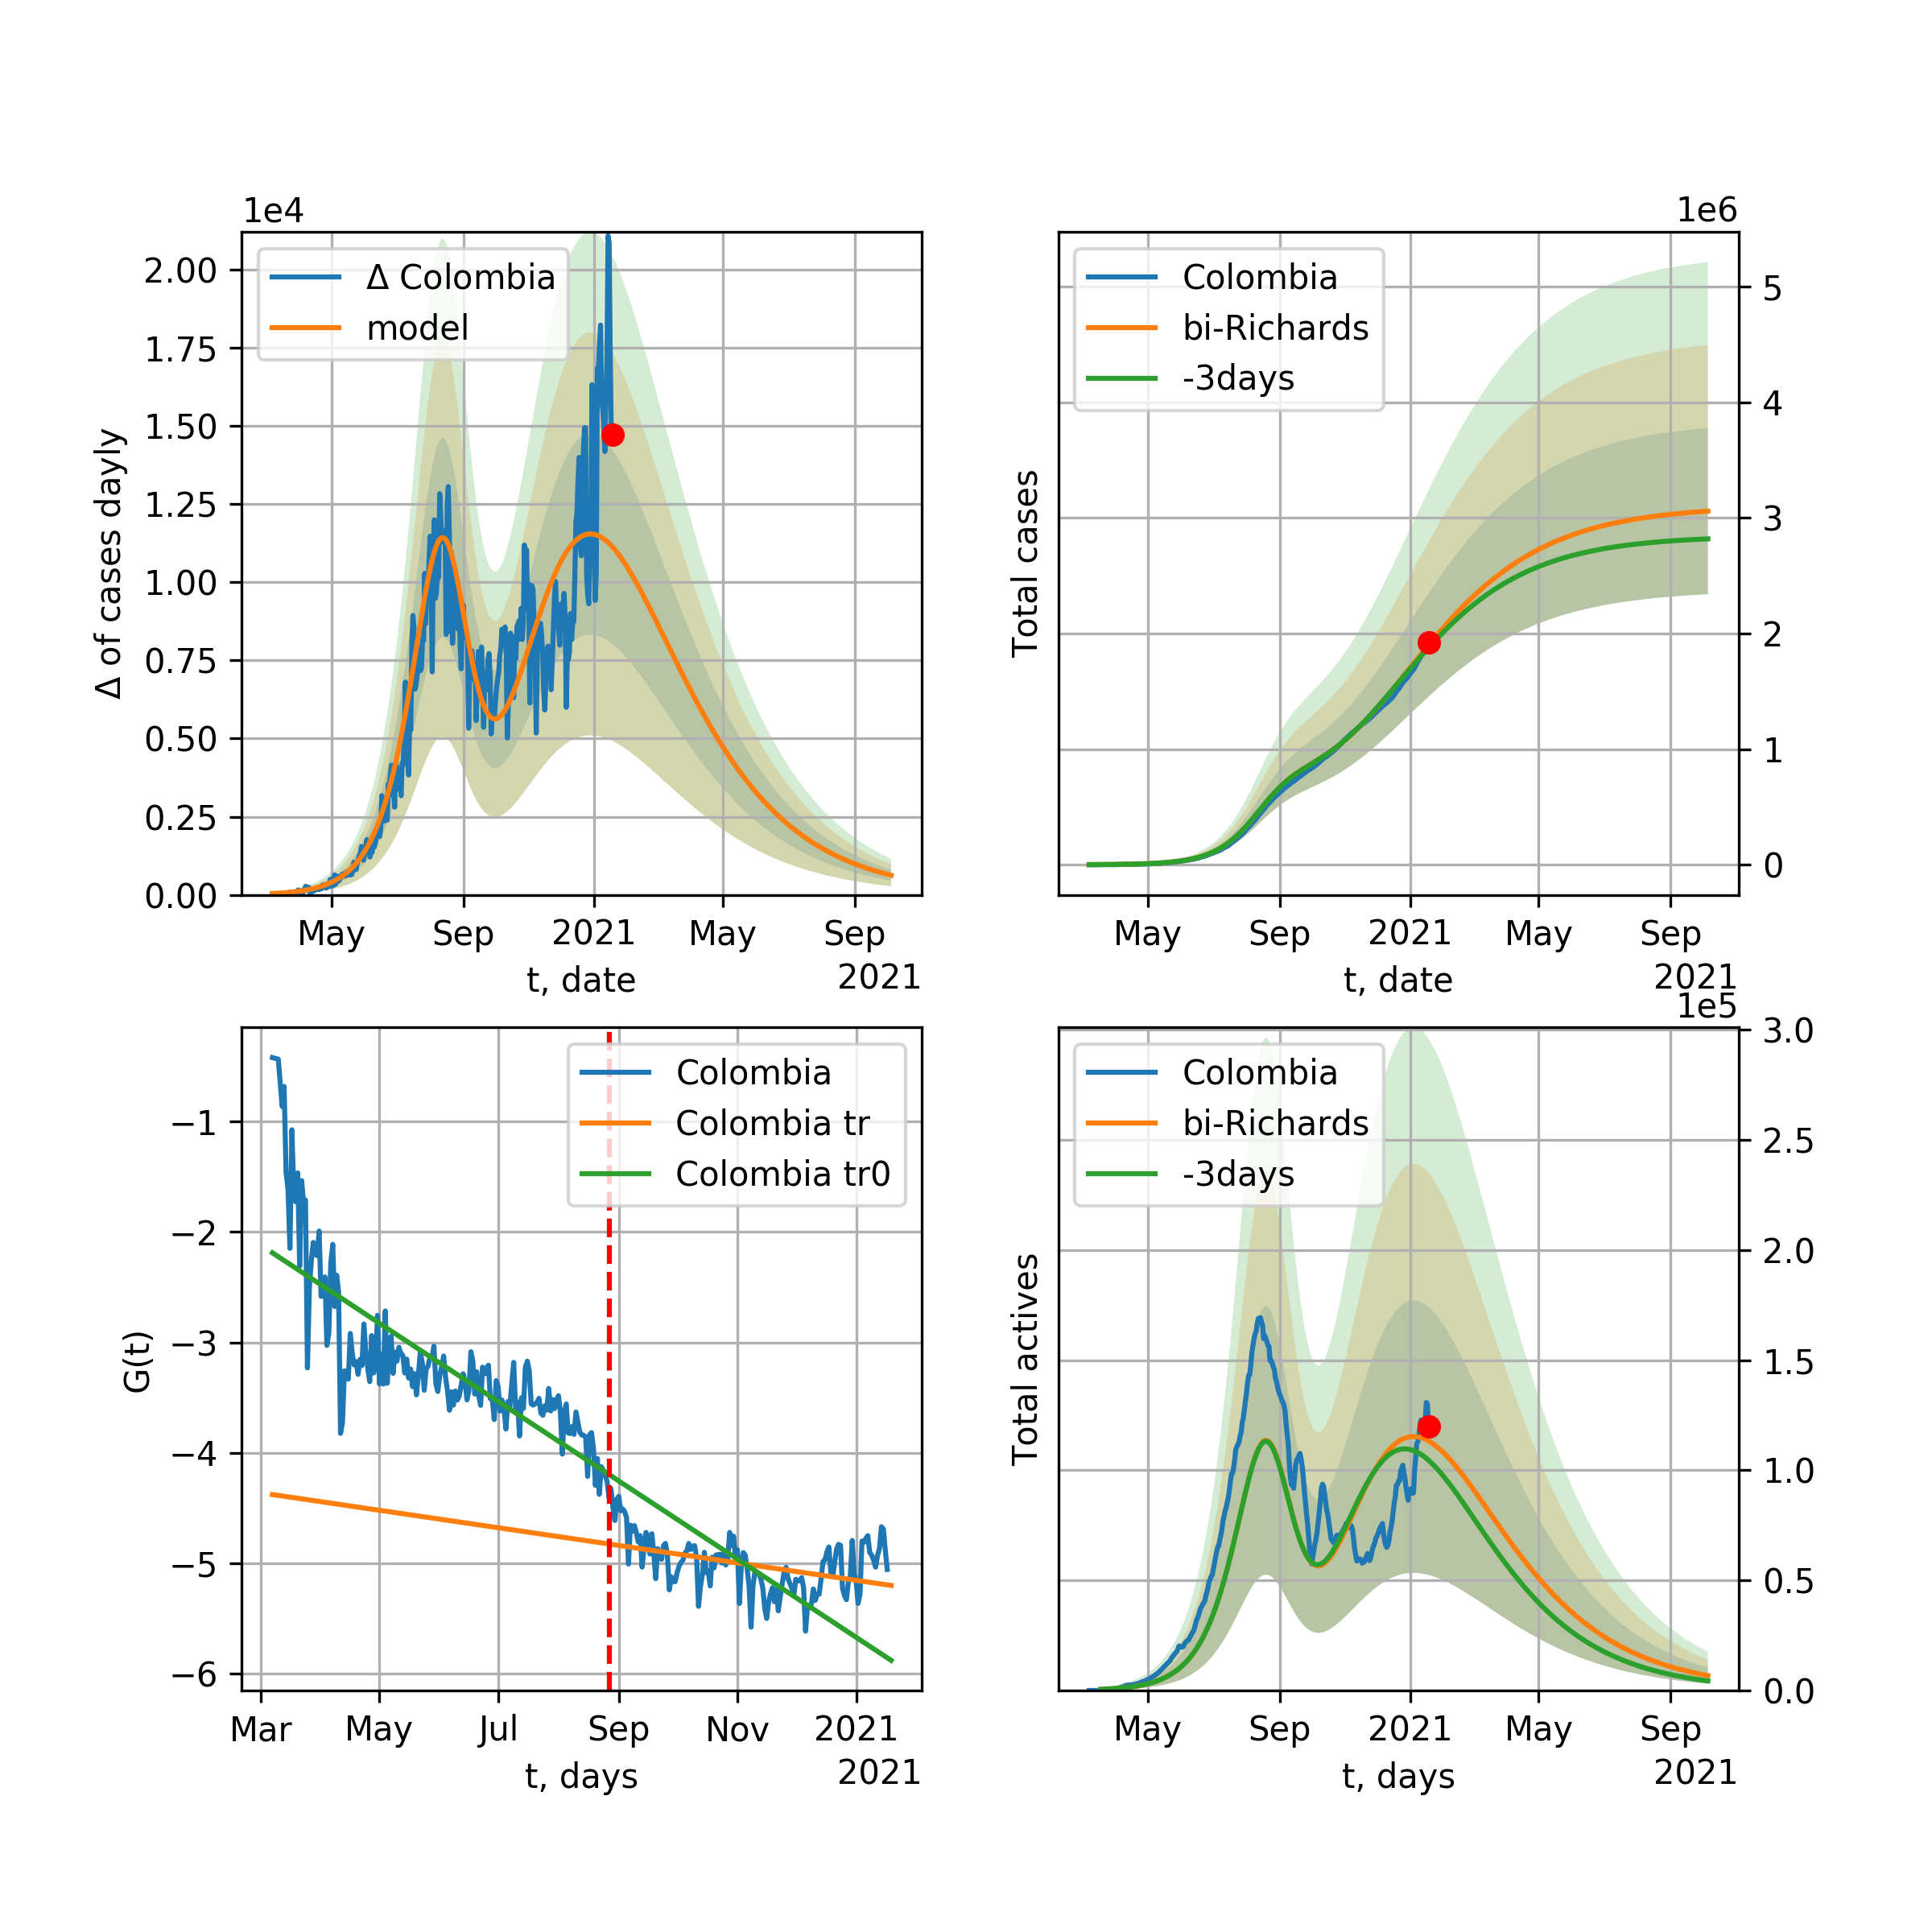 1e4
Δ of cases dayly
2.00
1.75
1.50
1.25
1.00
0.75
0.50
0.25
0.00
Δ Colombia
model
May Sep 2021 May Sep
t, date
2021
1e6
Total cases
Colombia
bi-Richards
-3days
5
4
3
2
1
0
May Sep 2021 May Sep
t, date
2021
G(t)
−1
−2
−3
−4
−5
−6
Colombia
Colombia tr
Colombia tr0
Mar May Jul Sep Nov 2021
t, days
2021
1e5
Total actives
Colombia
bi-Richards
-3days
3.0
2.5
2.0
1.5
1.0
0.5
0.0
May Sep 2021 May Sep
t, days
2021